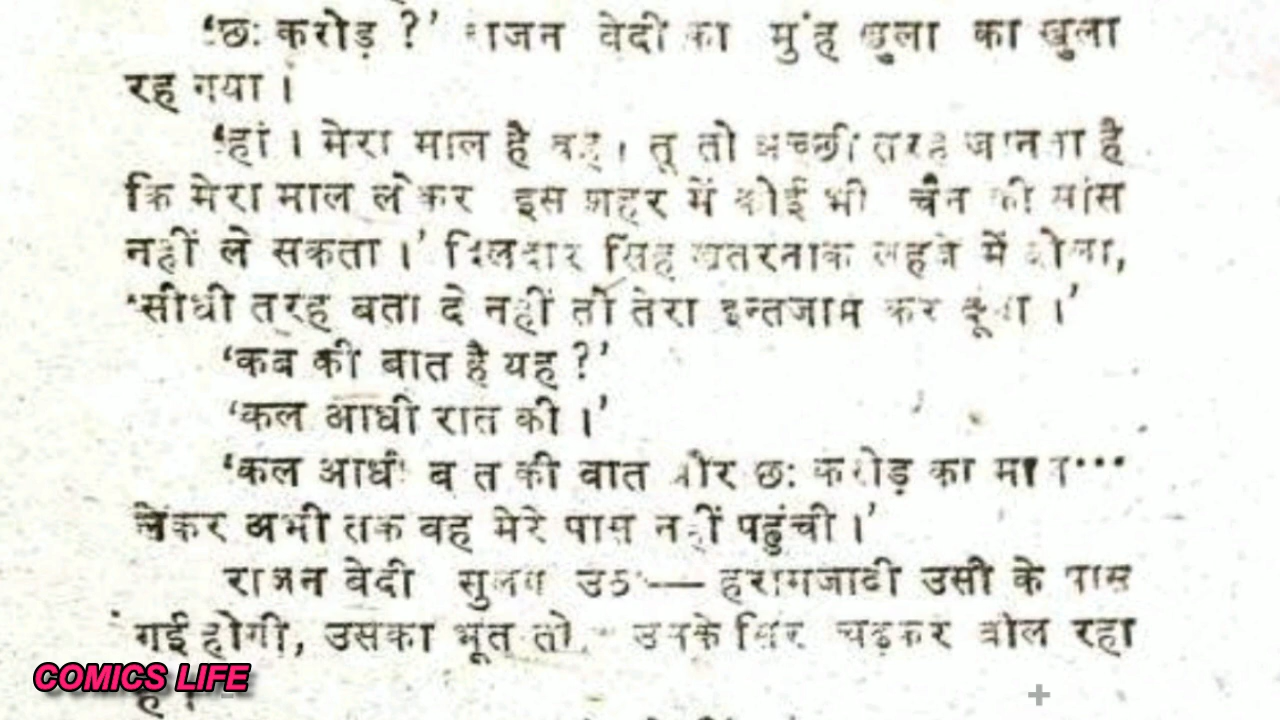 ‘छः करोड़ ?’ राजन वेदी का मुंह खुला का खुला
रह गया ।
‘हां । मेरा माल है वह । तू तो अच्छी तरह जानता है
कि मेरा माल लेकर इस शहर में कोई भी चैन की सांस
नहीं ले सकता ।’ दिलदार सिंह खतरनाक लहजे में बोला,
‘सीधी तरह बता दे नहीं तो तेरा इन्तजाम कर दूंगा ।’
‘कब की बात है यह ?’
‘कल आधी रात की ।’
‘कल आधी की बात और छः करोड़ का माल···
लेकर अभी तक वह मेरे पास नहीं पहुंची ।’
राजन वेदी सुलग उठा— हरामजादी उसी के पास
गई होगी, उसका भूत तो उसके सिर चढ़कर बोल रहा
है ।
COMICS LIFE